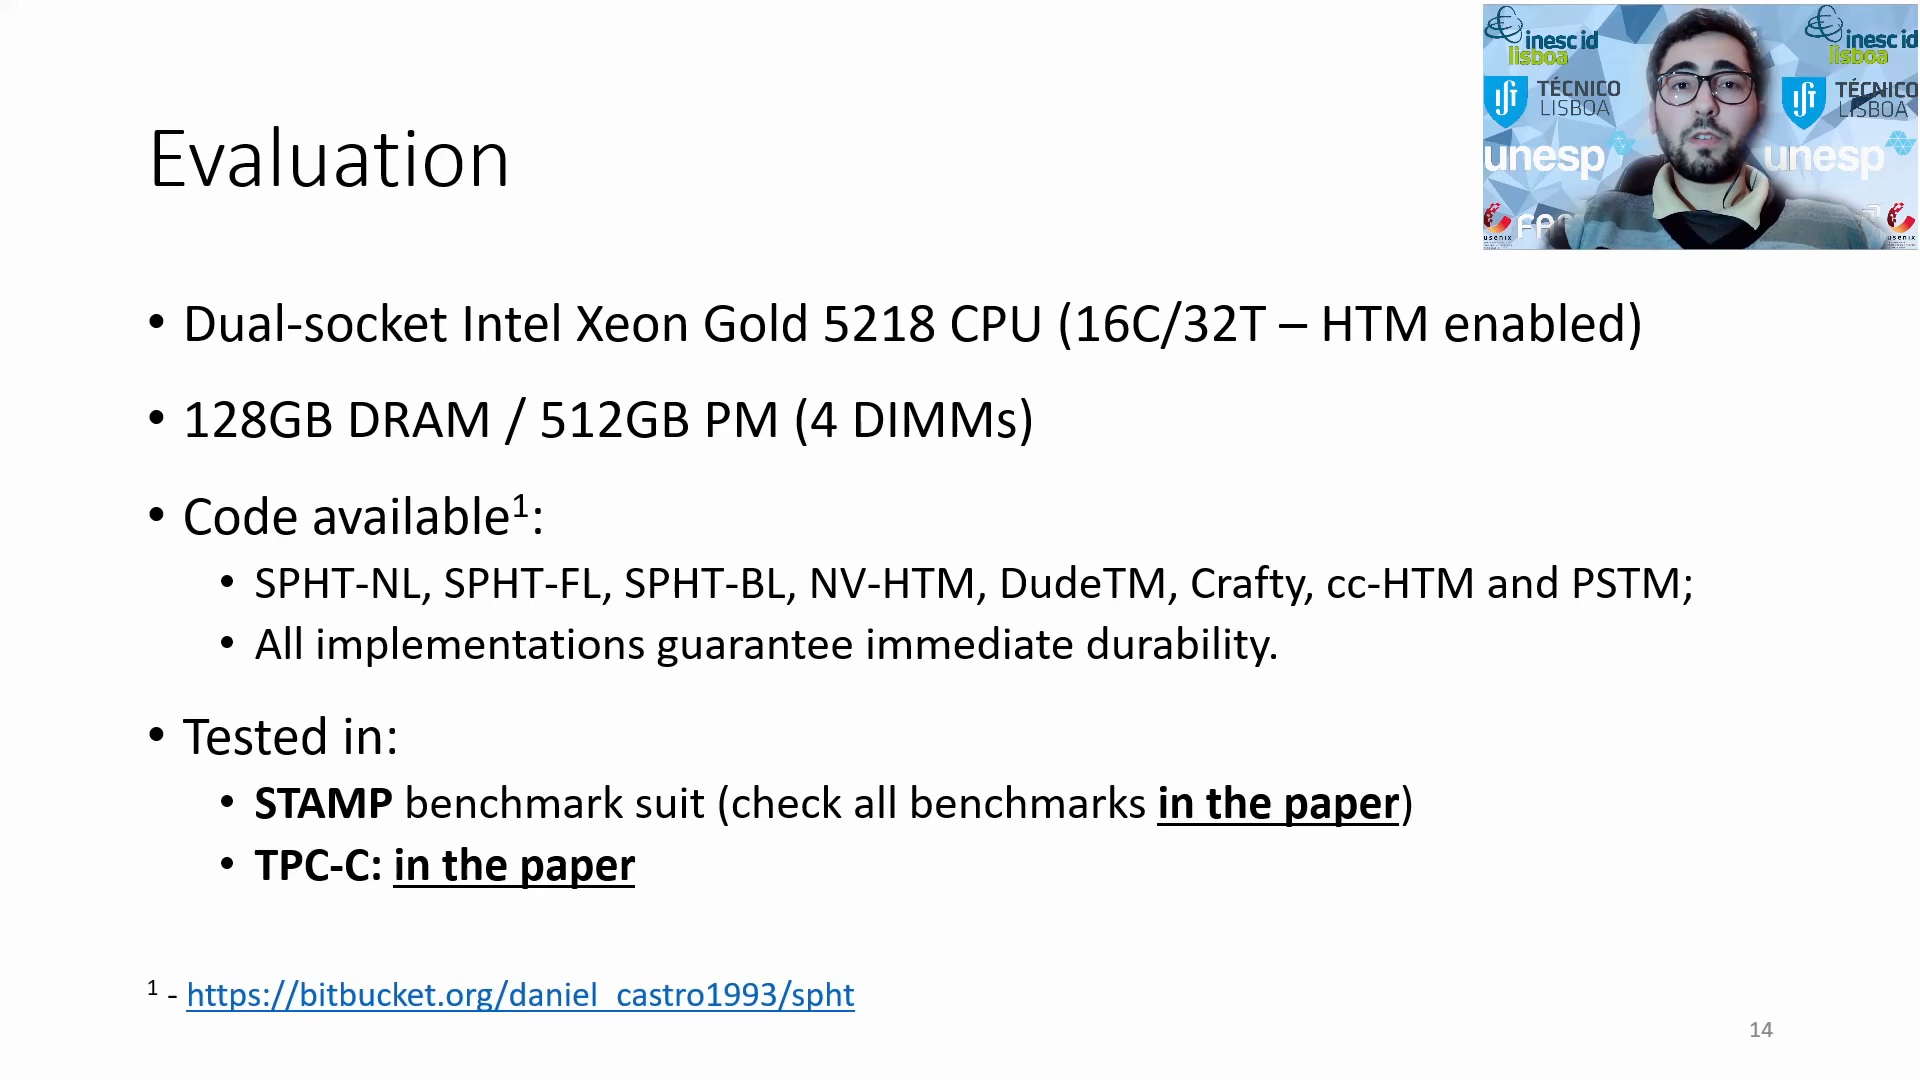 inesc id
lisboa
TÉCNICO
LISBOA
unesp
usenix
inesc id
lisboa
TÉCNICO
LISBOA
unesp
usenix
Evaluation
• Dual-socket Intel Xeon Gold 5218 CPU (16C/32T – HTM enabled)
• 128GB DRAM / 512GB PM (4 DIMMs)
• Code available¹:
• SPHT-NL, SPHT-FL, SPHT-BL, NV-HTM, DudeTM, Crafty, cc-HTM and PSTM;
• All implementations guarantee immediate durability.
• Tested in:
• STAMP benchmark suit (check all benchmarks in the paper)
• TPC-C: in the paper
¹ - https://bitbucket.org/daniel_castro1993/spht
14